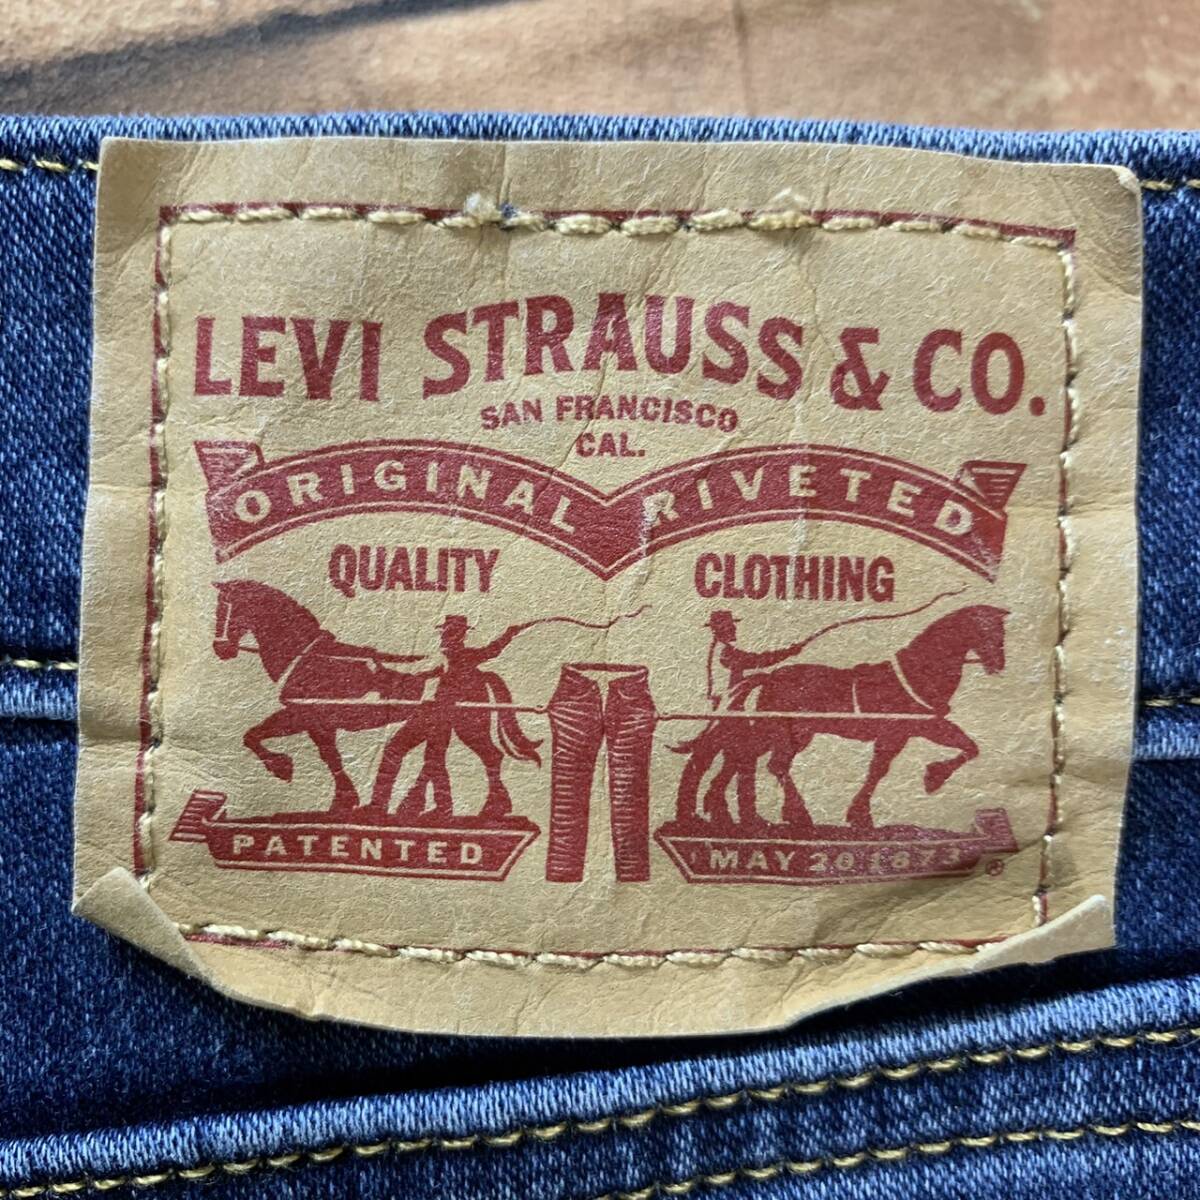 LEVI STRAUSS & CO.
SAN FRANCISCO
CAL.
ORIGINAL RIVETED
QUALITY CLOTHING
PATENTED MAY 20 1873 ®